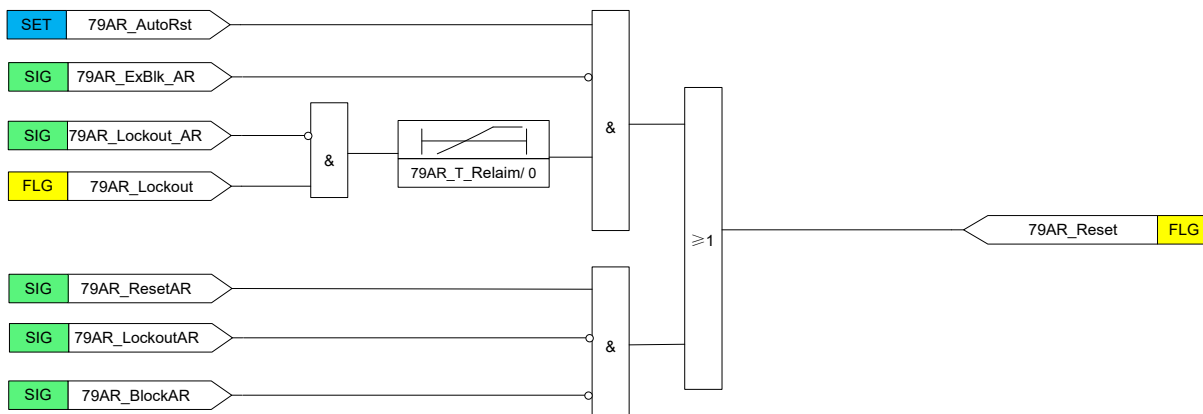 SET 79AR_AutoRst
SIG 79AR_ExBlk_AR
SIG 79AR_Lockout_AR
FLG 79AR_Lockout
&
79AR_T_Relaim/ 0
&
SIG 79AR_ResetAR
SIG 79AR_LockoutAR
SIG 79AR_BlockAR
&
≥1
79AR_Reset FLG